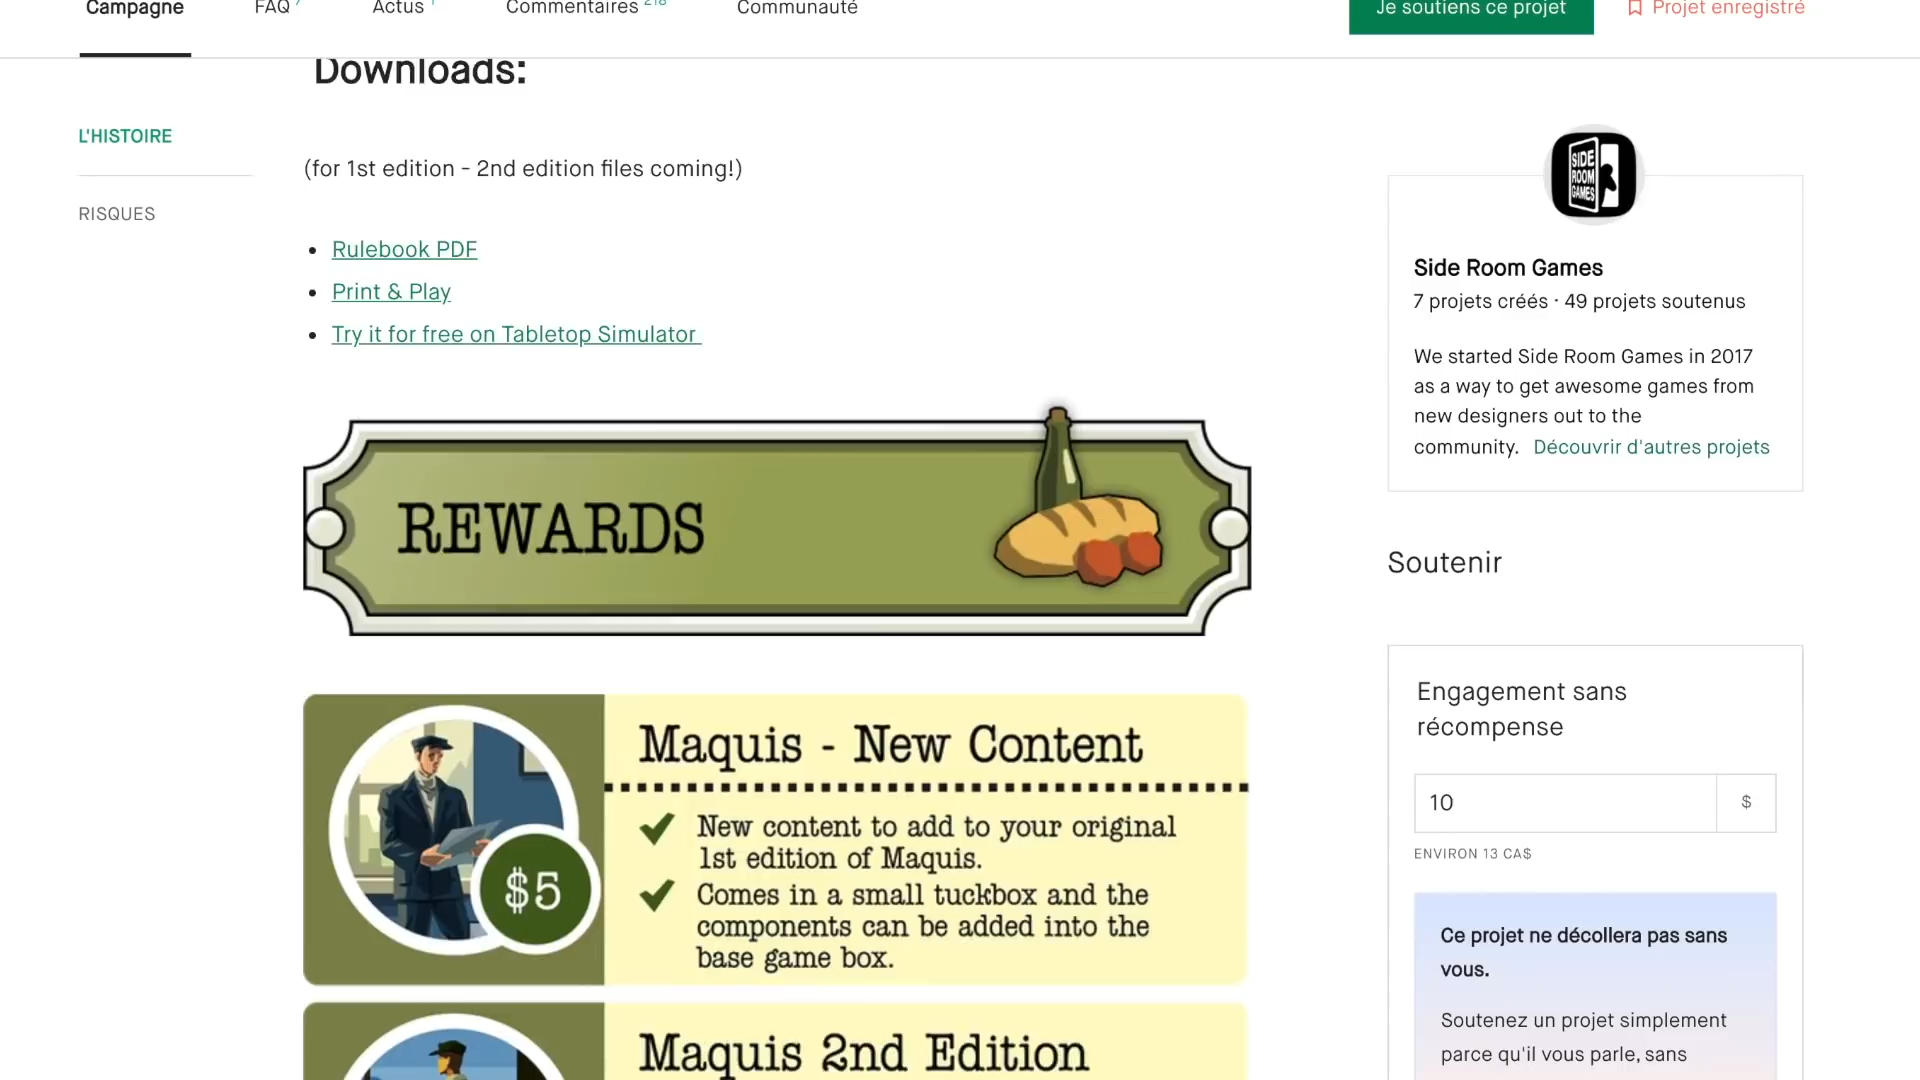 Campagne
FAQ 7
Actus 1
Commentaires 218
Communauté
Je soutiens ce projet
Projet enregistré
Downloads:
L'HISTOIRE
RISQUES
(for 1st edition - 2nd edition files coming!)
Rulebook PDF
Print & Play
Try it for free on Tabletop Simulator
REWARDS
Maquis - New Content
$5
New content to add to your original
1st edition of Maquis.
Comes in a small tuckbox and the
components can be added into the
base game box.
Maquis 2nd Edition
SIDE
ROOM
GAMES
Side Room Games
7 projets créés · 49 projets soutenus
We started Side Room Games in 2017
as a way to get awesome games from
new designers out to the
community. Découvrir d'autres projets
Soutenir
Engagement sans
récompense
10 $
ENVIRON 13 CA$
Ce projet ne décollera pas sans
vous.
Soutenez un projet simplement
parce qu'il vous parle, sans